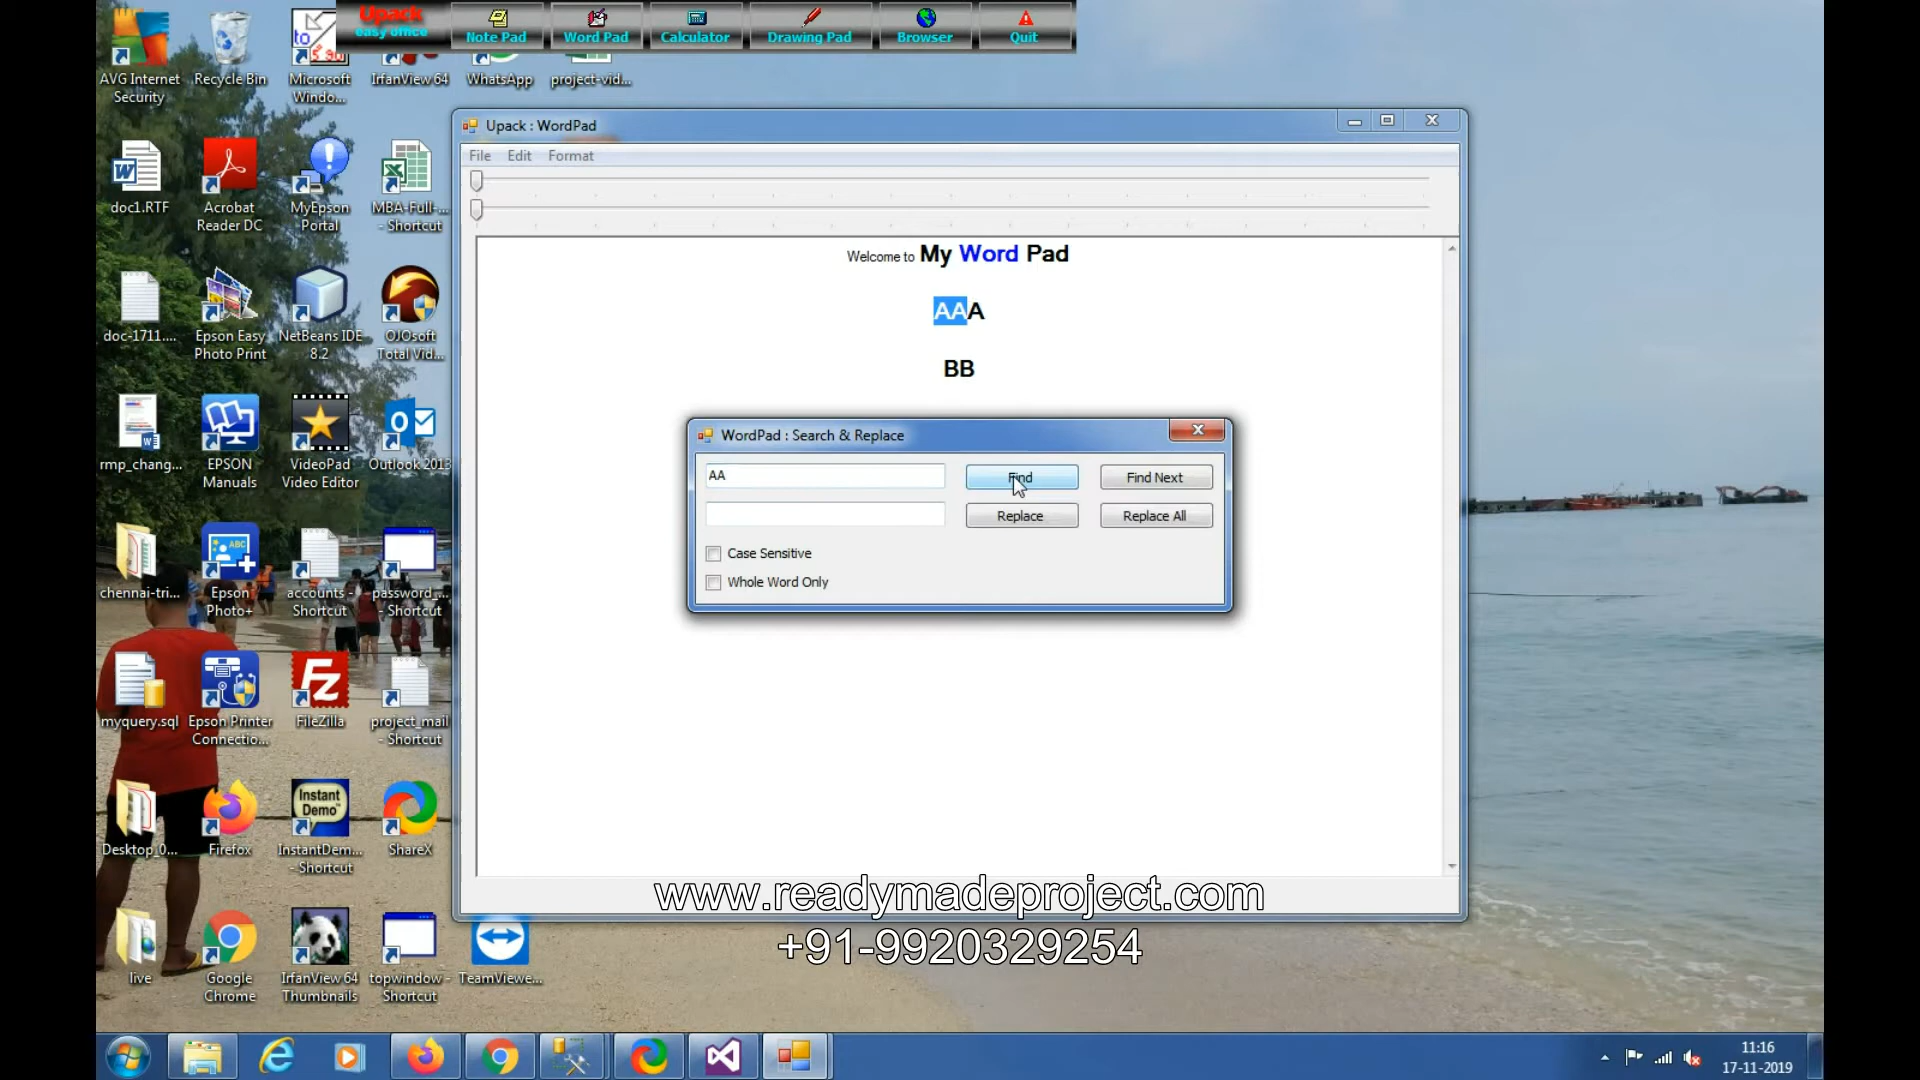 Upack
easy office
Note Pad
Word Pad
Calculator
Drawing Pad
Browser
Quit
AVG Internet
Security
Recycle Bin
to
Microsoft
Windo...
IrfanView 64
WhatsApp
project-vid...
doc1.RTF
Acrobat
Reader DC
MyEpson
Portal
MBA-Full-...
- Shortcut
doc-1711....
Epson Easy
Photo Print
NetBeans IDE
8.2
OJOsoft
Total Vid...
rmp_chang...
EPSON
Manuals
VideoPad
Video Editor
Outlook 2013
chennai-tri...
ABC
Epson
Photo+
accounts -
Shortcut
password_...
- Shortcut
myquery.sql
Epson Printer
Connectio...
FileZilla
project_mail
- Shortcut
Desktop_0...
Firefox
Instant
Demo
InstantDem...
- Shortcut
ShareX
live
Google
Chrome
IrfanView 64
Thumbnails
topwindow -
Shortcut
TeamViewe...
Upack : WordPad
File Edit Format
Welcome to My Word Pad
AAA
BB
WordPad : Search & Replace
AA
Find
Find Next
Replace
Replace All
Case Sensitive
Whole Word Only
www.readymadeproject.com
+91-9920329254
11:16
17-11-2019